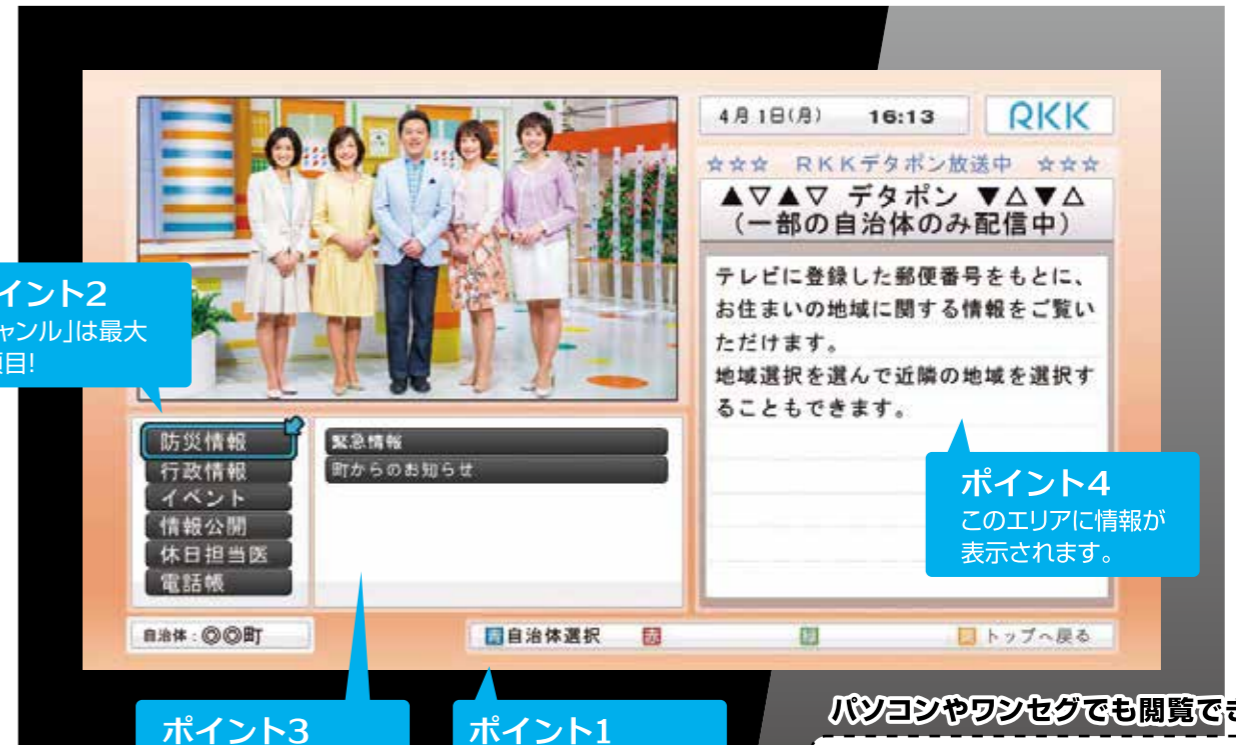 4月1日(月) 16:13
RKK
☆☆☆ RKKデタポン放送中 ☆☆☆
▲▽▲▽ デタポン ▼△▼△
(一部の自治体のみ配信中)
テレビに登録した郵便番号をもとに、
お住まいの地域に関する情報をご覧い
ただけます。
地域選択を選んで近隣の地域を選択す
ることもできます。
イント2
ャンル」は最大
項目!
防災情報
行政情報
イベント
情報公開
休日担当医
電話帳
緊急情報
町からのお知らせ
ポイント4
このエリアに情報が
表示されます。
自治体:◎◎町
青 自治体選択 赤 緑 黄 トップへ戻る
ポイント3
ポイント1
パソコンやワンセグでも閲覧でき